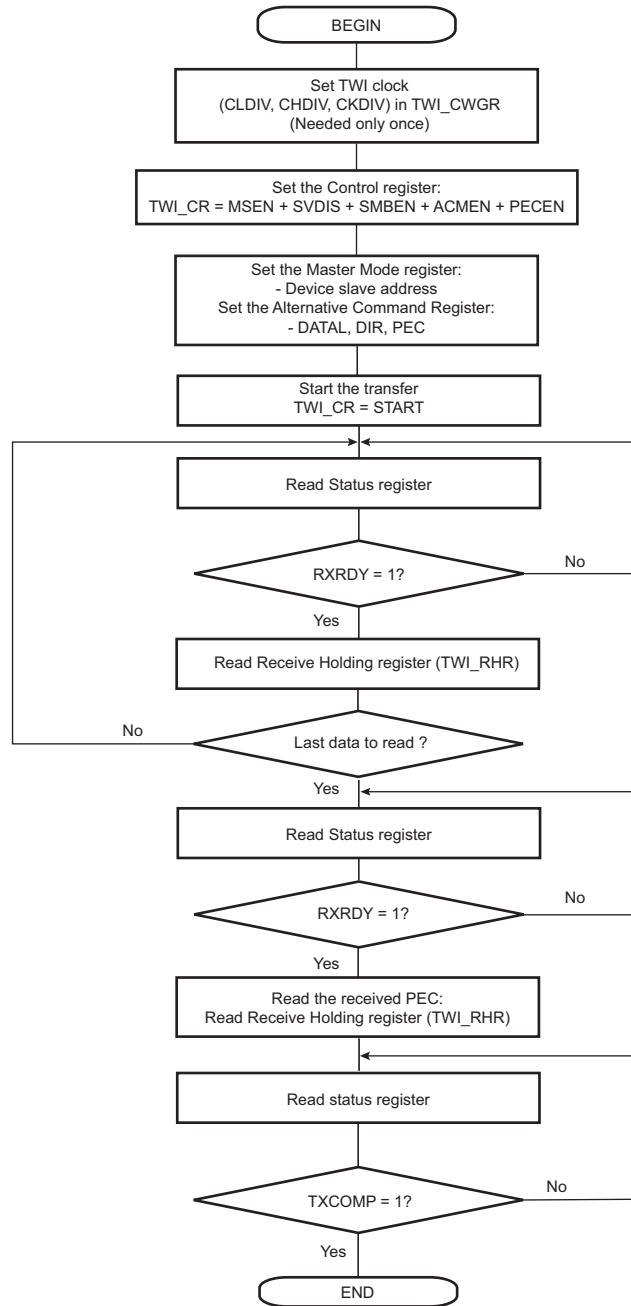 BEGIN
Set TWI clock
(CLDIV, CHDIV, CKDIV) in TWI_CWGR
(Needed only once)
Set the Control register:
TWI_CR = MSEN + SVDIS + SMBEN + ACMEN + PECEN
Set the Master Mode register:
- Device slave address
Set the Alternative Command Register:
- DATAL, DIR, PEC
Start the transfer
TWI_CR = START
Read Status register
RXRDY = 1?
No
Yes
Read Receive Holding register (TWI_RHR)
No
Last data to read ?
Yes
Read Status register
RXRDY = 1?
No
Yes
Read the received PEC:
Read Receive Holding register (TWI_RHR)
Read status register
TXCOMP = 1?
No
Yes
END